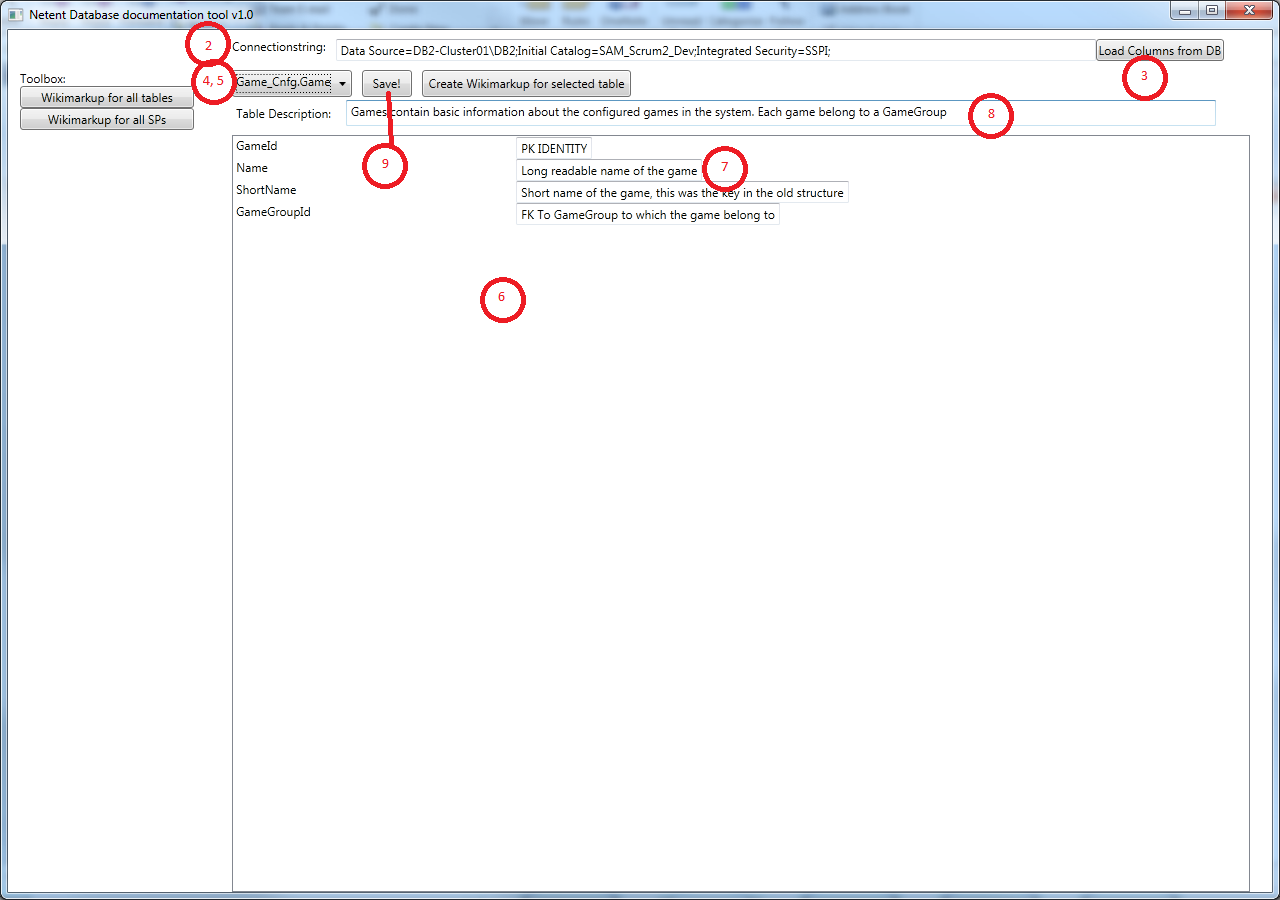 Netent Database documentation tool v1.0
2
Connectionstring:
Data Source=DB2-Cluster01\DB2;Initial Catalog=SAM_Scrum2_Dev;Integrated Security=SSPI;
Load Columns from DB
3
Toolbox:
4, 5
Game_Cnfg.Game
Save!
Create Wikimarkup for selected table
Wikimarkup for all tables
Wikimarkup for all SPs
Table Description:
Games contain basic information about the configured games in the system. Each game belong to a GameGroup
8
GameId
PK IDENTITY
9
Name
Long readable name of the game
7
ShortName
Short name of the game, this was the key in the old structure
GameGroupId
FK To GameGroup to which the game belong to
6